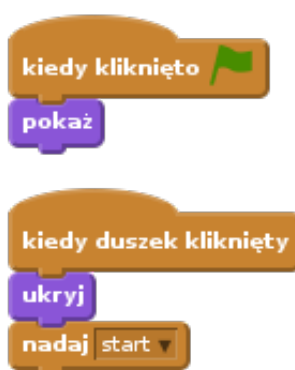 kiedy kliknięto
pokaż
kiedy duszek kliknięty
ukryj
nadaj start